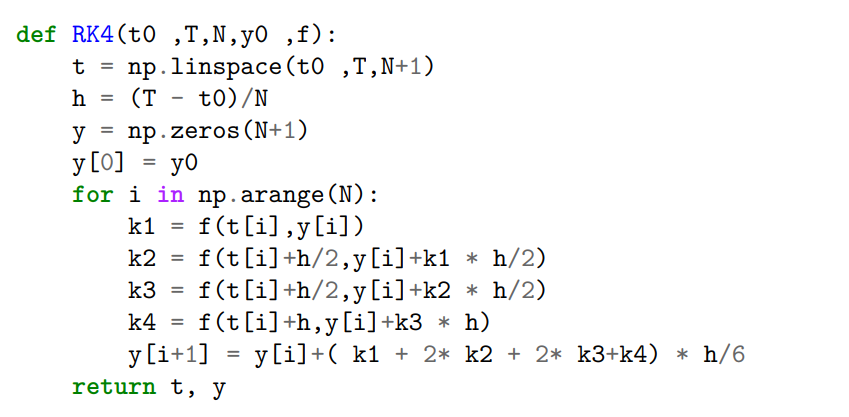 def RK4(t0 ,T,N,y0 ,f):
    t = np.linspace(t0 ,T,N+1)
    h = (T - t0)/N
    y = np.zeros(N+1)
    y[0] = y0
    for i in np.arange(N):
        k1 = f(t[i],y[i])
        k2 = f(t[i]+h/2,y[i]+k1 * h/2)
        k3 = f(t[i]+h/2,y[i]+k2 * h/2)
        k4 = f(t[i]+h,y[i]+k3 * h)
        y[i+1] = y[i]+( k1 + 2* k2 + 2* k3+k4) * h/6
    return t, y